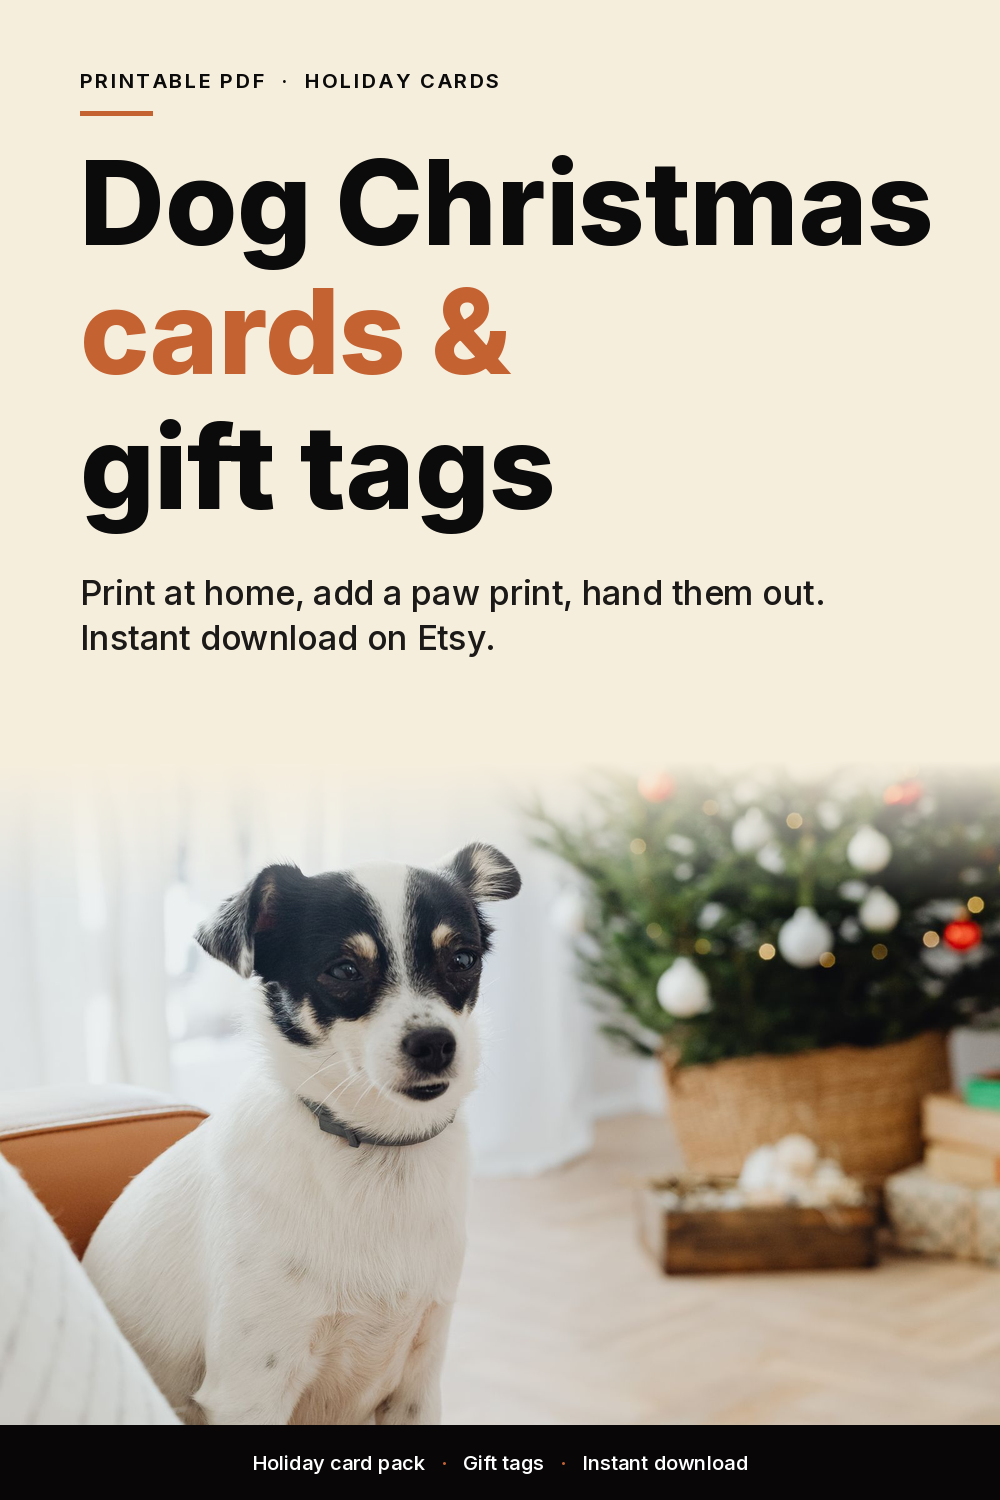 PRINTABLE PDF · HOLIDAY CARDS
Dog Christmas
cards &
gift tags
Print at home, add a paw print, hand them out.
Instant download on Etsy.
Holiday card pack · Gift tags · Instant download